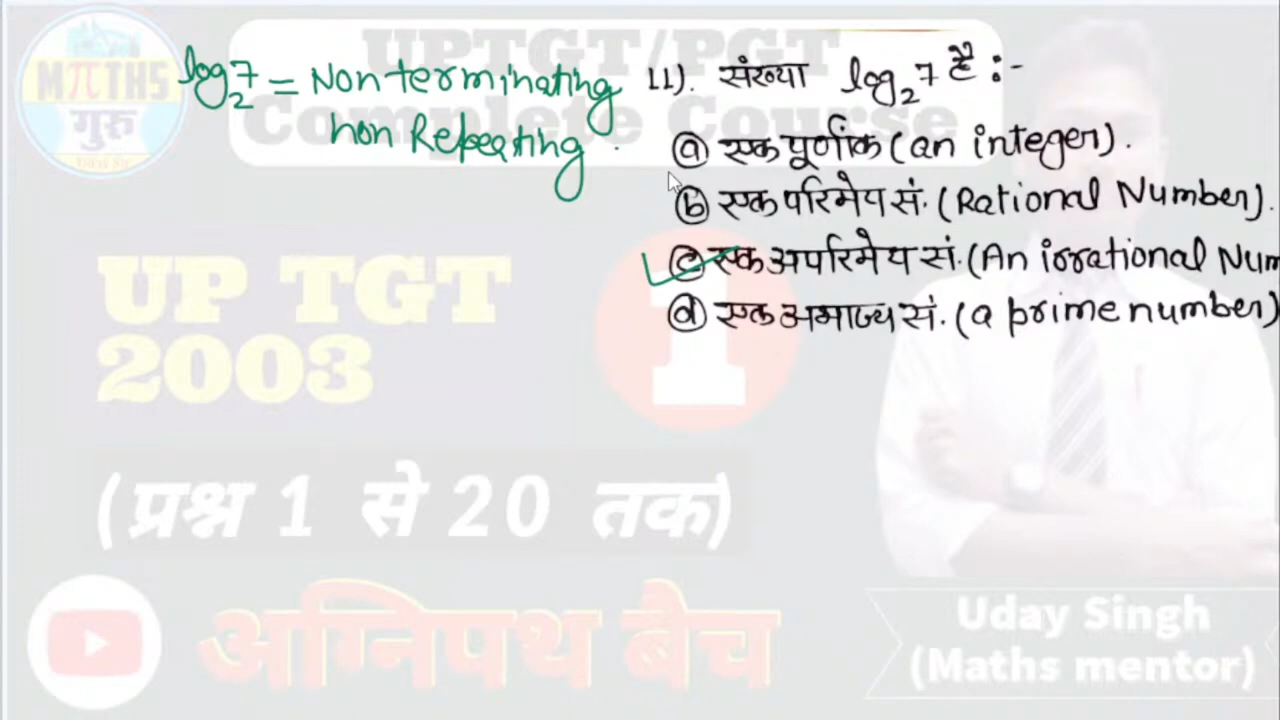 MπTHS
गुरु
UPTGT/PGT
Complete Course
log₂7 = Non terminating
non Repeating.
11). संख्या log₂7 है :-
(a) एक पूर्णांक (an integer).
(b) एक परिमेय सं. (Rational Number).
(c) एक अपरिमेय सं. (An irrational Num
(d) एक अभाज्य सं. (a prime number)
UP TGT
2003
1
(प्रश्न 1 से 20 तक)
अग्निपथ बैच
Uday Singh
(Maths mentor)